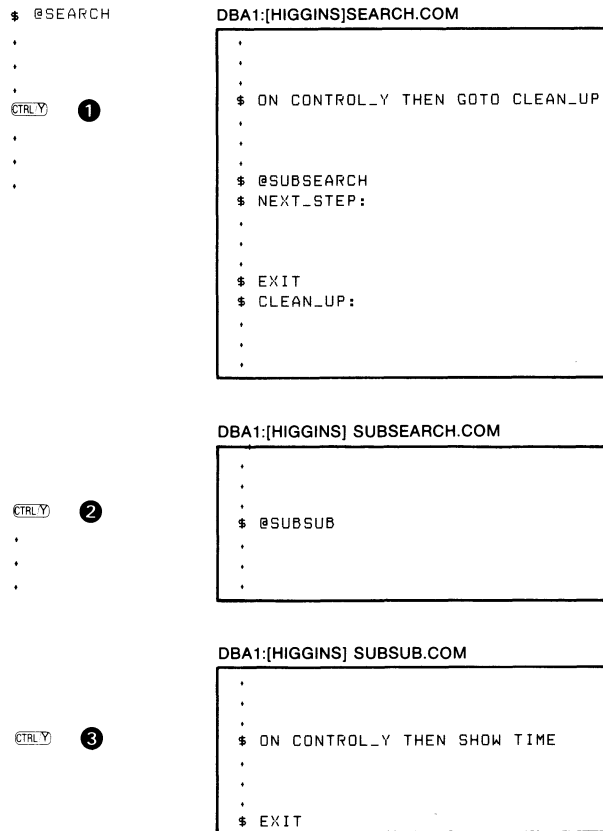 $ @SEARCH
CTRL/Y 1
DBA1:[HIGGINS]SEARCH.COM
$ ON CONTROL_Y THEN GOTO CLEAN_UP
$ @SUBSEARCH
$ NEXT_STEP:
$ EXIT
$ CLEAN_UP:
DBA1:[HIGGINS] SUBSEARCH.COM
CTRL/Y 2
$ @SUBSUB
DBA1:[HIGGINS] SUBSUB.COM
CTRL/Y 3
$ ON CONTROL_Y THEN SHOW TIME
$ EXIT